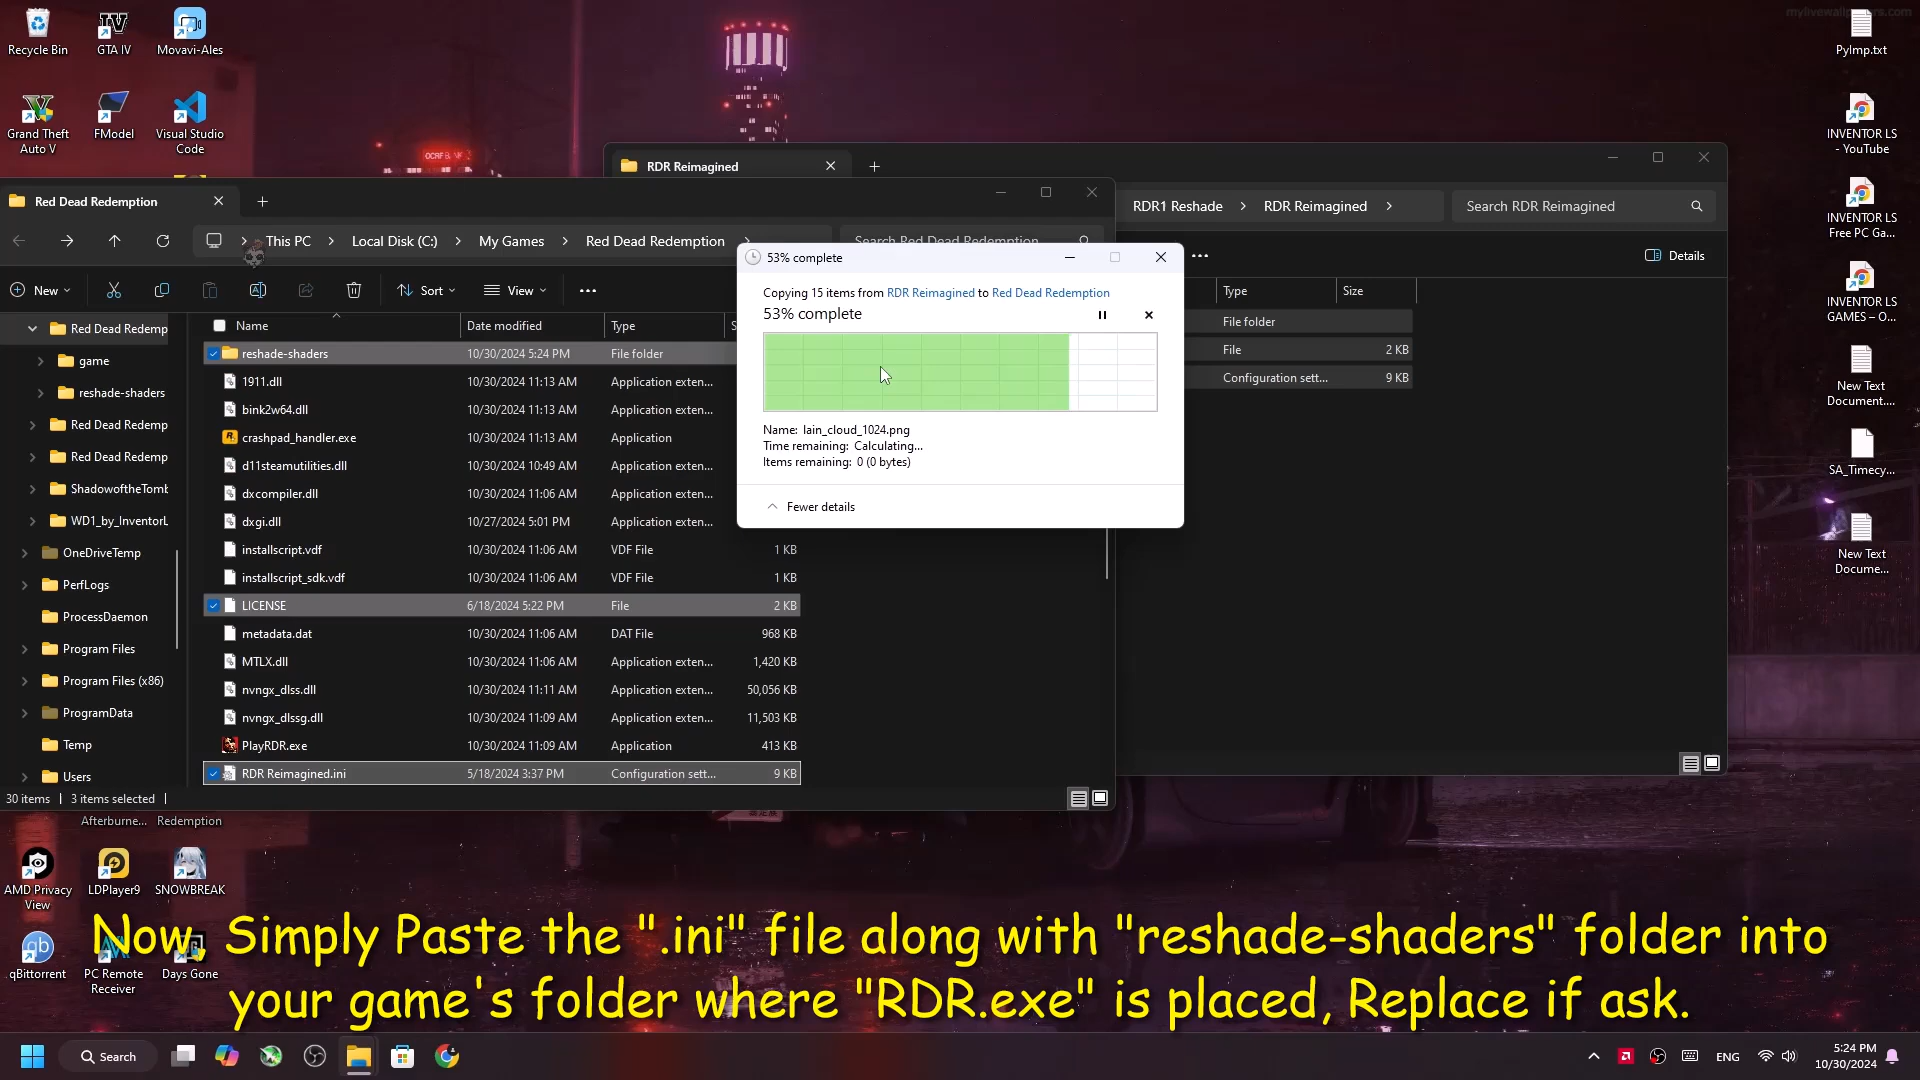 mylivewallpapers.com
Recycle Bin
GTA IV
Movavi-Ales
PyImp.txt
Grand Theft
Auto V
FModel
Visual Studio
Code
INVENTOR LS
- YouTube
INVENTOR LS
Free PC Ga...
INVENTOR LS
GAMES – O...
New Text
Document....
SA_Timecy...
New Text
Docume...
RDR Reimagined
RDR1 Reshade > RDR Reimagined >
Search RDR Reimagined
Details
Type Size
File folder
File 2 KB
Configuration sett... 9 KB
Red Dead Redemption
This PC > Local Disk (C:) > My Games > Red Dead Redemption
Search Red Dead Redemption
New Sort View
Name Date modified Type
Red Dead Redemp
game
reshade-shaders
Red Dead Redemp
Red Dead Redemp
ShadowoftheTomb
WD1_by_InventorL
OneDriveTemp
PerfLogs
ProcessDaemon
Program Files
Program Files (x86)
ProgramData
Temp
Users
reshade-shaders 10/30/2024 5:24 PM File folder
1911.dll 10/30/2024 11:13 AM Application exten...
bink2w64.dll 10/30/2024 11:13 AM Application exten...
crashpad_handler.exe 10/30/2024 11:13 AM Application
d11steamutilities.dll 10/30/2024 10:49 AM Application exten...
dxcompiler.dll 10/30/2024 11:06 AM Application exten...
dxgi.dll 10/27/2024 5:01 PM Application exten...
installscript.vdf 10/30/2024 11:06 AM VDF File 1 KB
installscript_sdk.vdf 10/30/2024 11:06 AM VDF File 1 KB
LICENSE 6/18/2024 5:22 PM File 2 KB
metadata.dat 10/30/2024 11:06 AM DAT File 968 KB
MTLX.dll 10/30/2024 11:06 AM Application exten... 1,420 KB
nvngx_dlss.dll 10/30/2024 11:11 AM Application exten... 50,056 KB
nvngx_dlssg.dll 10/30/2024 11:09 AM Application exten... 11,503 KB
PlayRDR.exe 10/30/2024 11:09 AM Application 413 KB
RDR Reimagined.ini 5/18/2024 3:37 PM Configuration sett... 9 KB
30 items 3 items selected
53% complete
Copying 15 items from RDR Reimagined to Red Dead Redemption
53% complete
Name: lain_cloud_1024.png
Time remaining: Calculating...
Items remaining: 0 (0 bytes)
Fewer details
Afterburne...
Redemption
AMD Privacy
View
LDPlayer9
SNOWBREAK
qBittorrent
PC Remote
Receiver
Days Gone
Now, Simply Paste the ".ini" file along with "reshade-shaders" folder into
your game's folder where "RDR.exe" is placed, Replace if ask.
Search
ENG
5:24 PM
10/30/2024